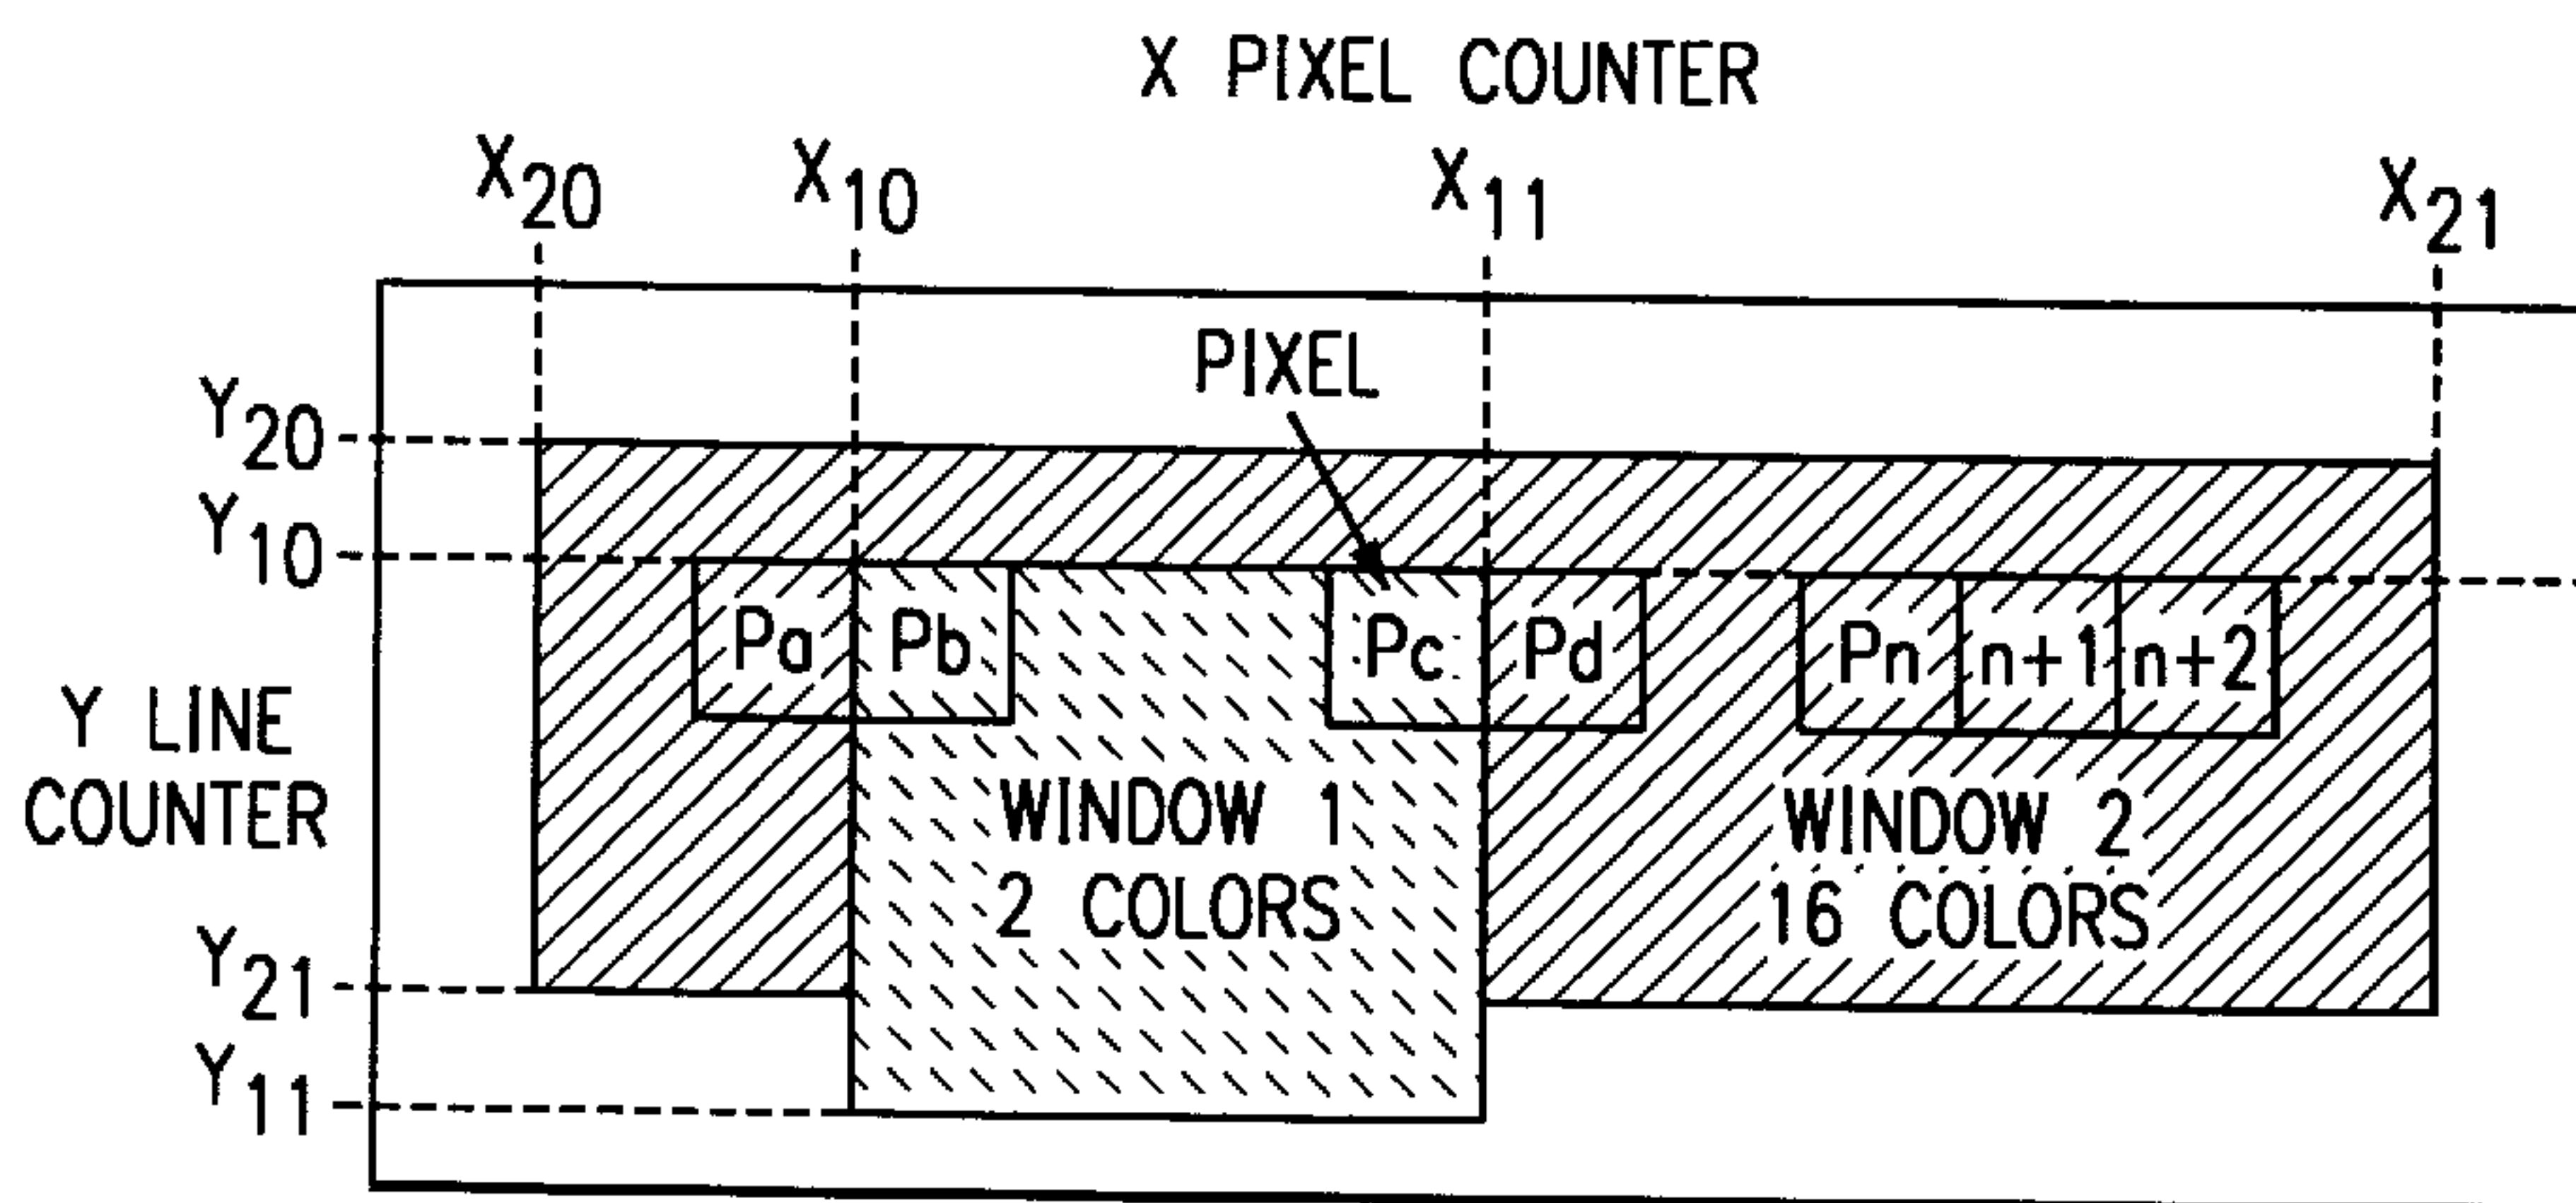 X PIXEL COUNTER
X20 X10 X11 X21
PIXEL
Y20
Y10
Pa Pb Pc Pd Pn n+1 n+2
Y LINE
COUNTER
WINDOW 1
2 COLORS
WINDOW 2
16 COLORS
Y21
Y11